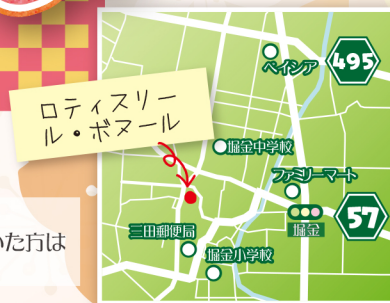 ベイシア
495
ロティスリー
ル・ボヌール
堀金中学校
ファミリーマート
57
堀金
三田郵便局
堀金小学校
いた方は